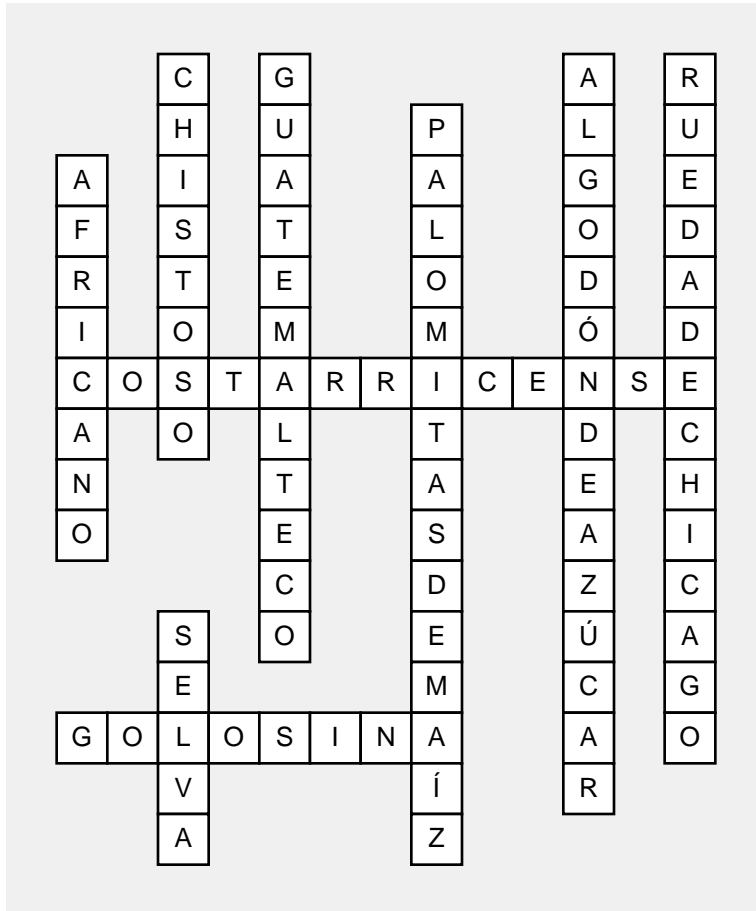 CHISTOSO
GUATEMALTECO
ALGODÓNDEAZÚCAR
RUEDADECHICAGO
PALOMITASDEMAÍZ
AFRICANO
COSTARRICENSE
SELVA
GOLOSINA